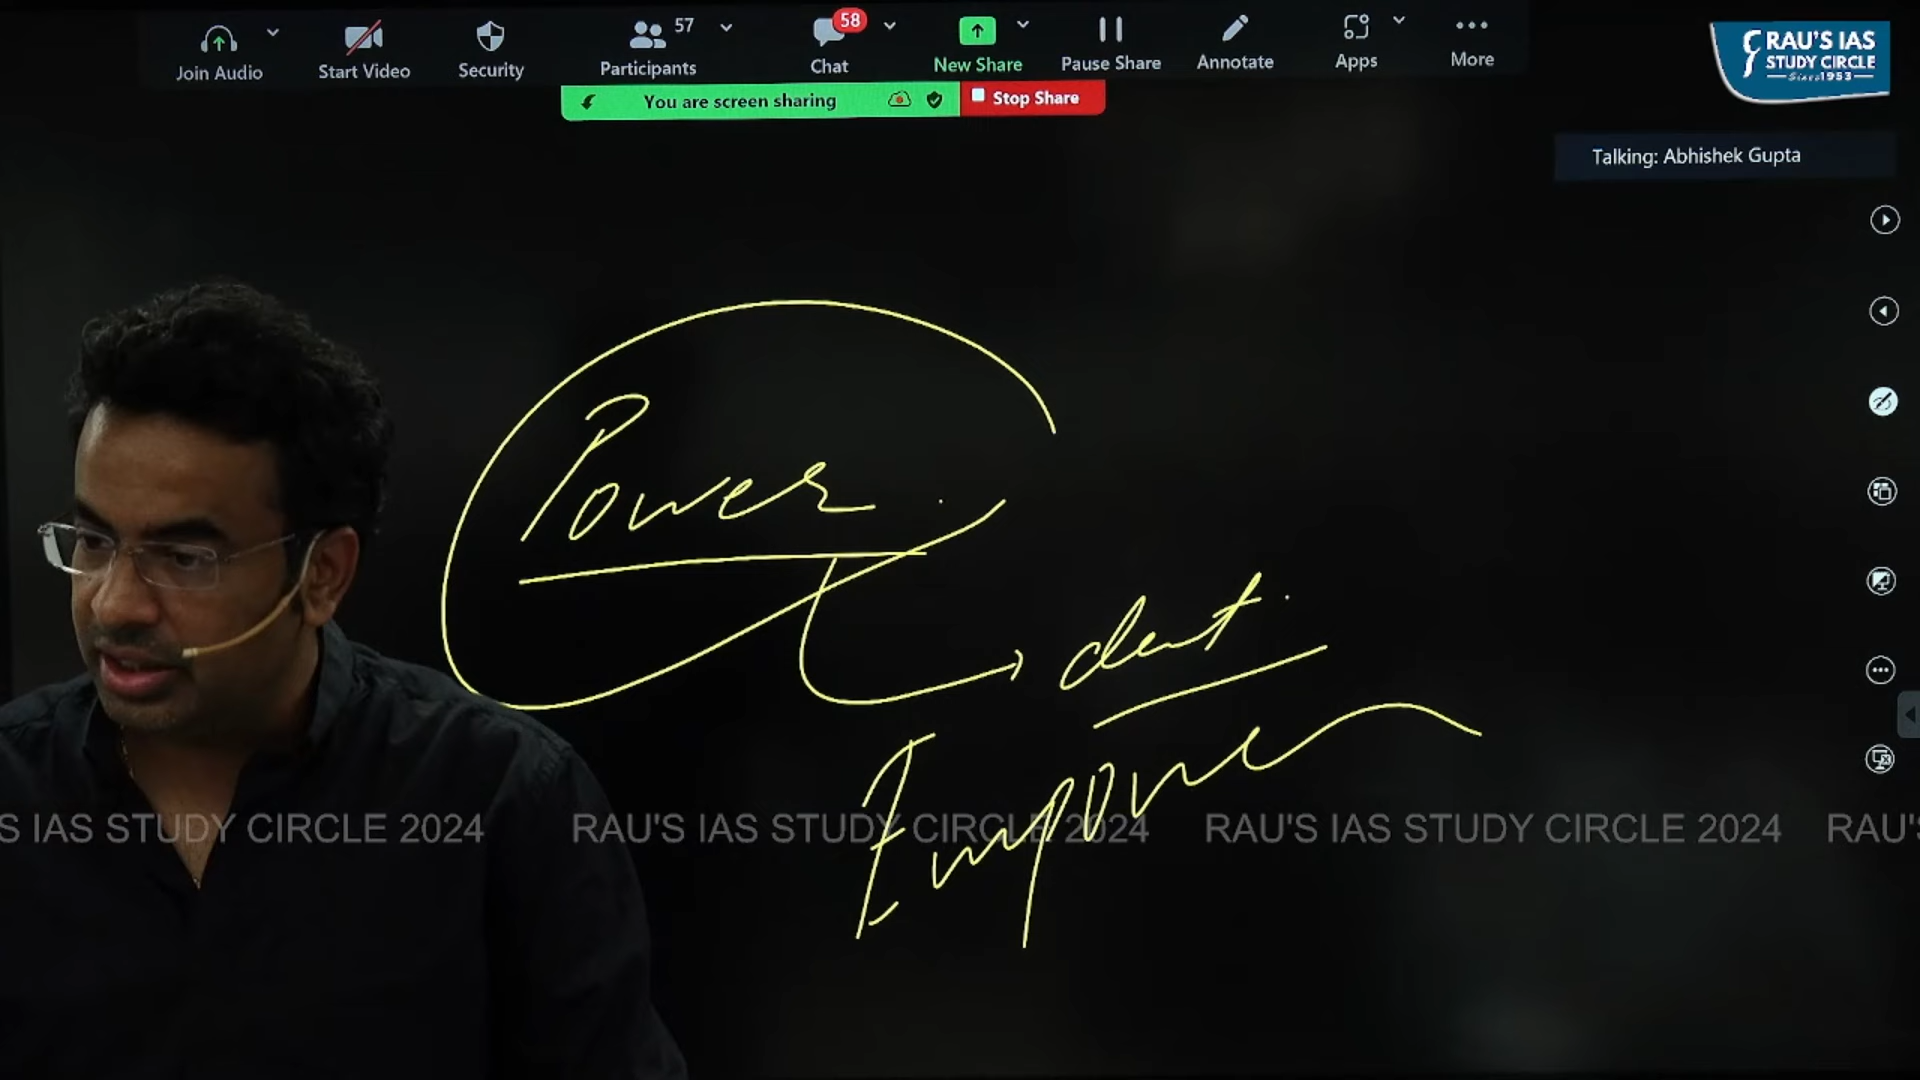 57
58
Join Audio
Start Video
Security
Participants
Chat
New Share
Pause Share
Annotate
Apps
More
You are screen sharing
Stop Share
RAU'S IAS
STUDY CIRCLE
Since 1953
Talking: Abhishek Gupta
Power
Empower
S IAS STUDY CIRCLE 2024 RAU'S IAS STUDY CIRCLE 2024 RAU'S IAS STUDY CIRCLE 2024 RAU'S